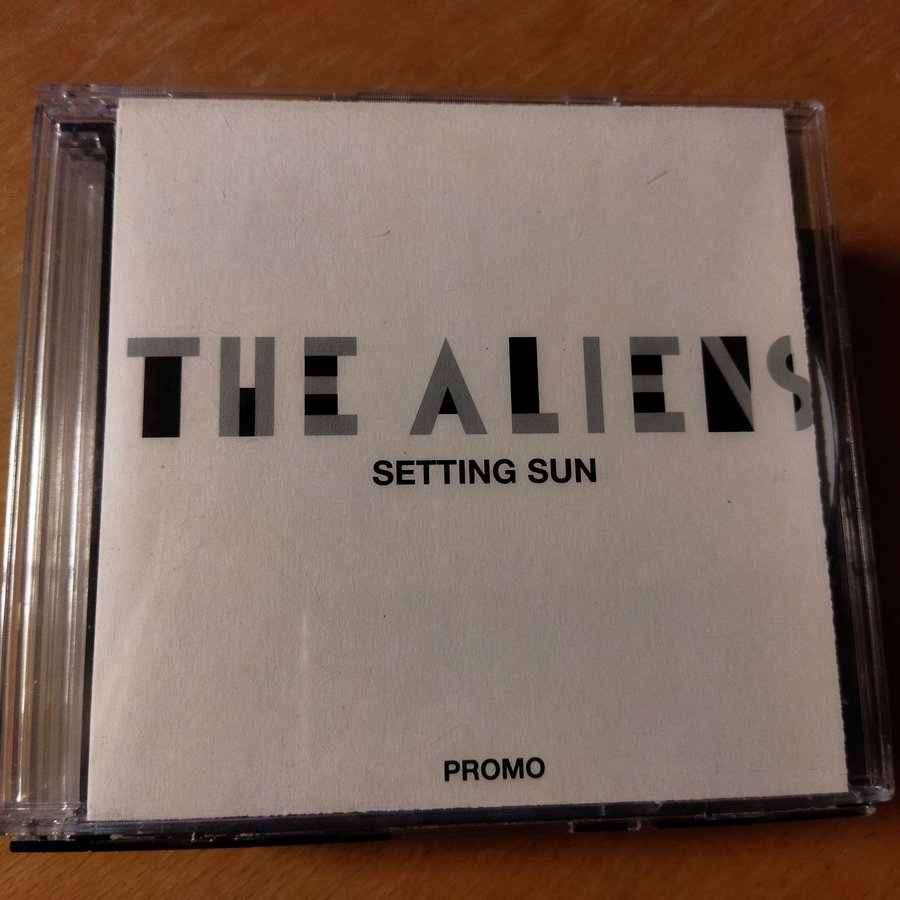 THE ALIENS
SETTING SUN
PROMO